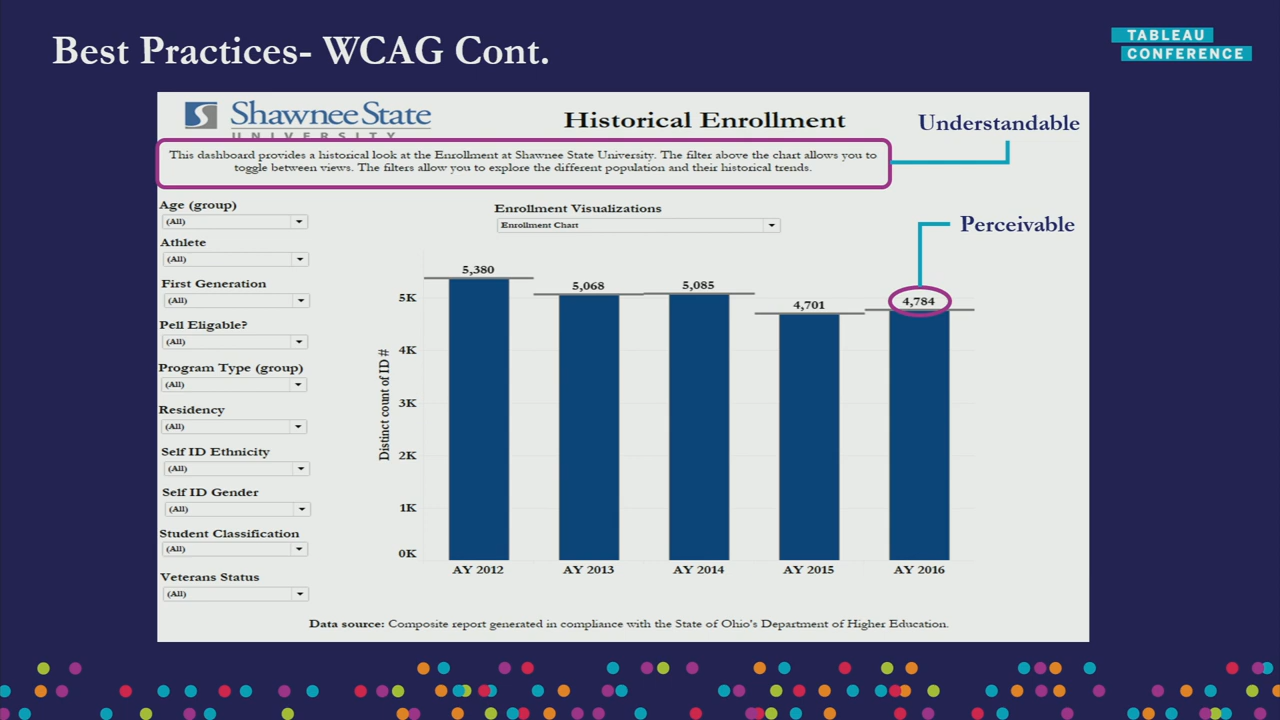 Best Practices- WCAG Cont.
TABLEAU
CONFERENCE
Shawnee State
UNIVERSITY
Historical Enrollment
Understandable
This dashboard provides a historical look at the Enrollment at Shawnee State University. The filter above the chart allows you to
toggle between views. The filters allow you to explore the different population and their historical trends.
Perceivable
Age (group)
(All)
Athlete
(All)
First Generation
(All)
Pell Eligable?
(All)
Program Type (group)
(All)
Residency
(All)
Self ID Ethnicity
(All)
Self ID Gender
(All)
Student Classification
(All)
Veterans Status
(All)
Enrollment Visualizations
Enrollment Chart
5,380
5,068
5,085
4,701
4,784
Distinct count of ID #
5K
4K
3K
2K
1K
0K
AY 2012
AY 2013
AY 2014
AY 2015
AY 2016
Data source: Composite report generated in compliance with the State of Ohio's Department of Higher Education.